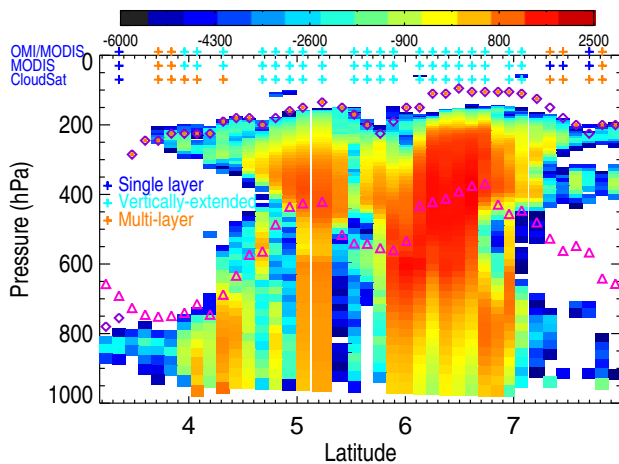 -6000 -4300 -2600 -900 800 2500
OMI/MODIS
MODIS
CloudSat
0
200
400
600
800
1000
Pressure (hPa)
Single layer
Vertically-extended
Multi-layer
4 5 6 7
Latitude